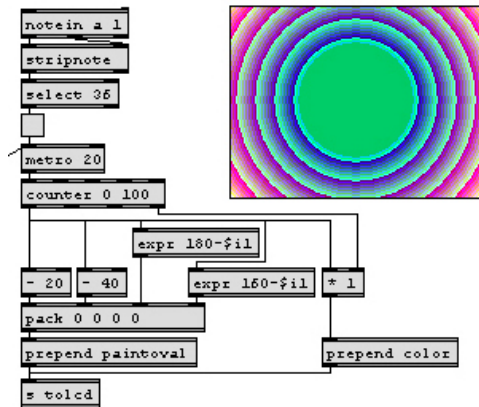 notein a 1
stripnote
select 36
metro 20
counter 0 100
expr 180-$i1
- 20
- 40
expr 160-$i1
* 1
pack 0 0 0 0
prepend paintoval
prepend color
s tolcd